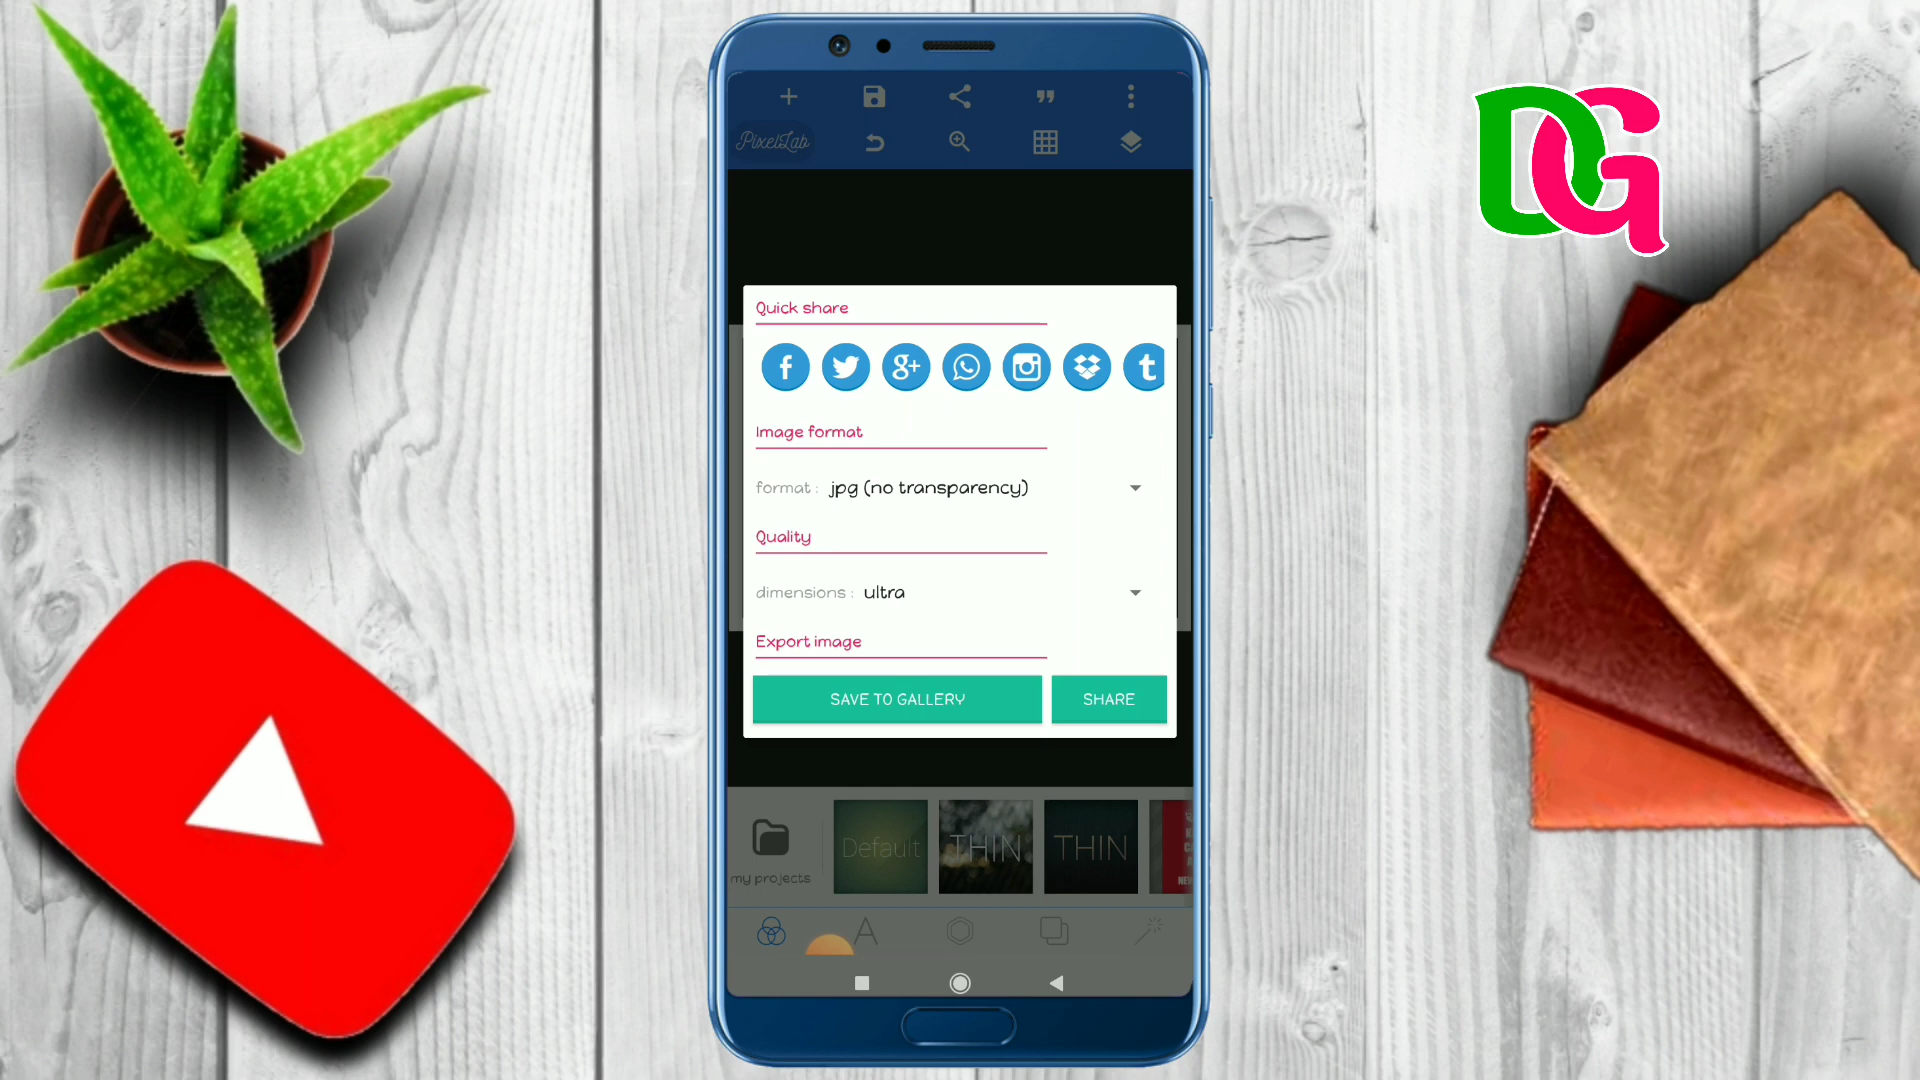 DG
PixelLab
Quick share
f g+ t
Image format
format : jpg (no transparency)
Quality
dimensions : ultra
Export image
SAVE TO GALLERY SHARE
Default THIN THIN
my projects
A